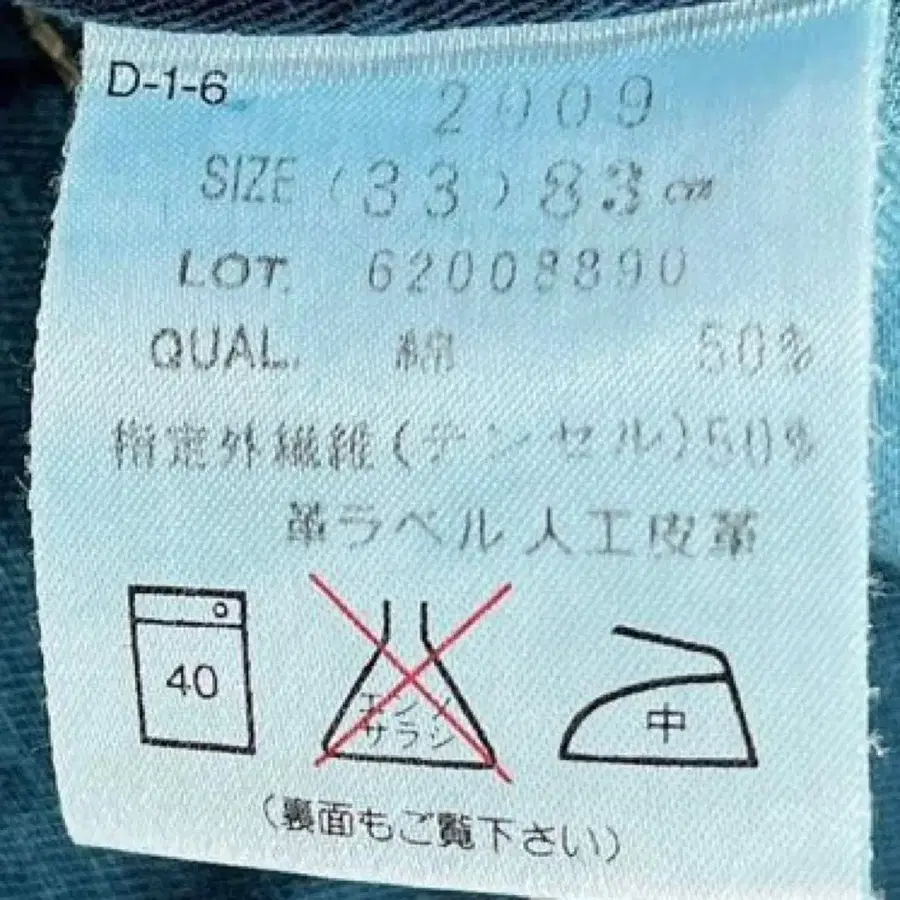 D-1-6
2009
SIZE (33) 83cm
LOT. 62008890
QUAL. 綿 50%
指定外繊維(テンセル)50%
革ラベル 人工皮革
40
エンソ
サラシ
中
(裏面もご覧下さい)